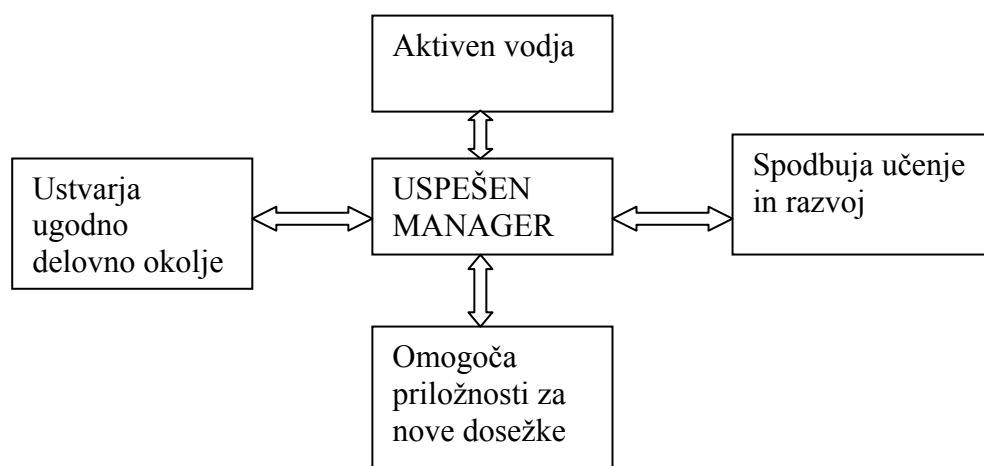 Aktiven vodja
Ustvarja
ugodno
delovno okolje
USPEŠEN
MANAGER
Spodbuja učenje
in razvoj
Omogoča
priložnosti za
nove dosežke